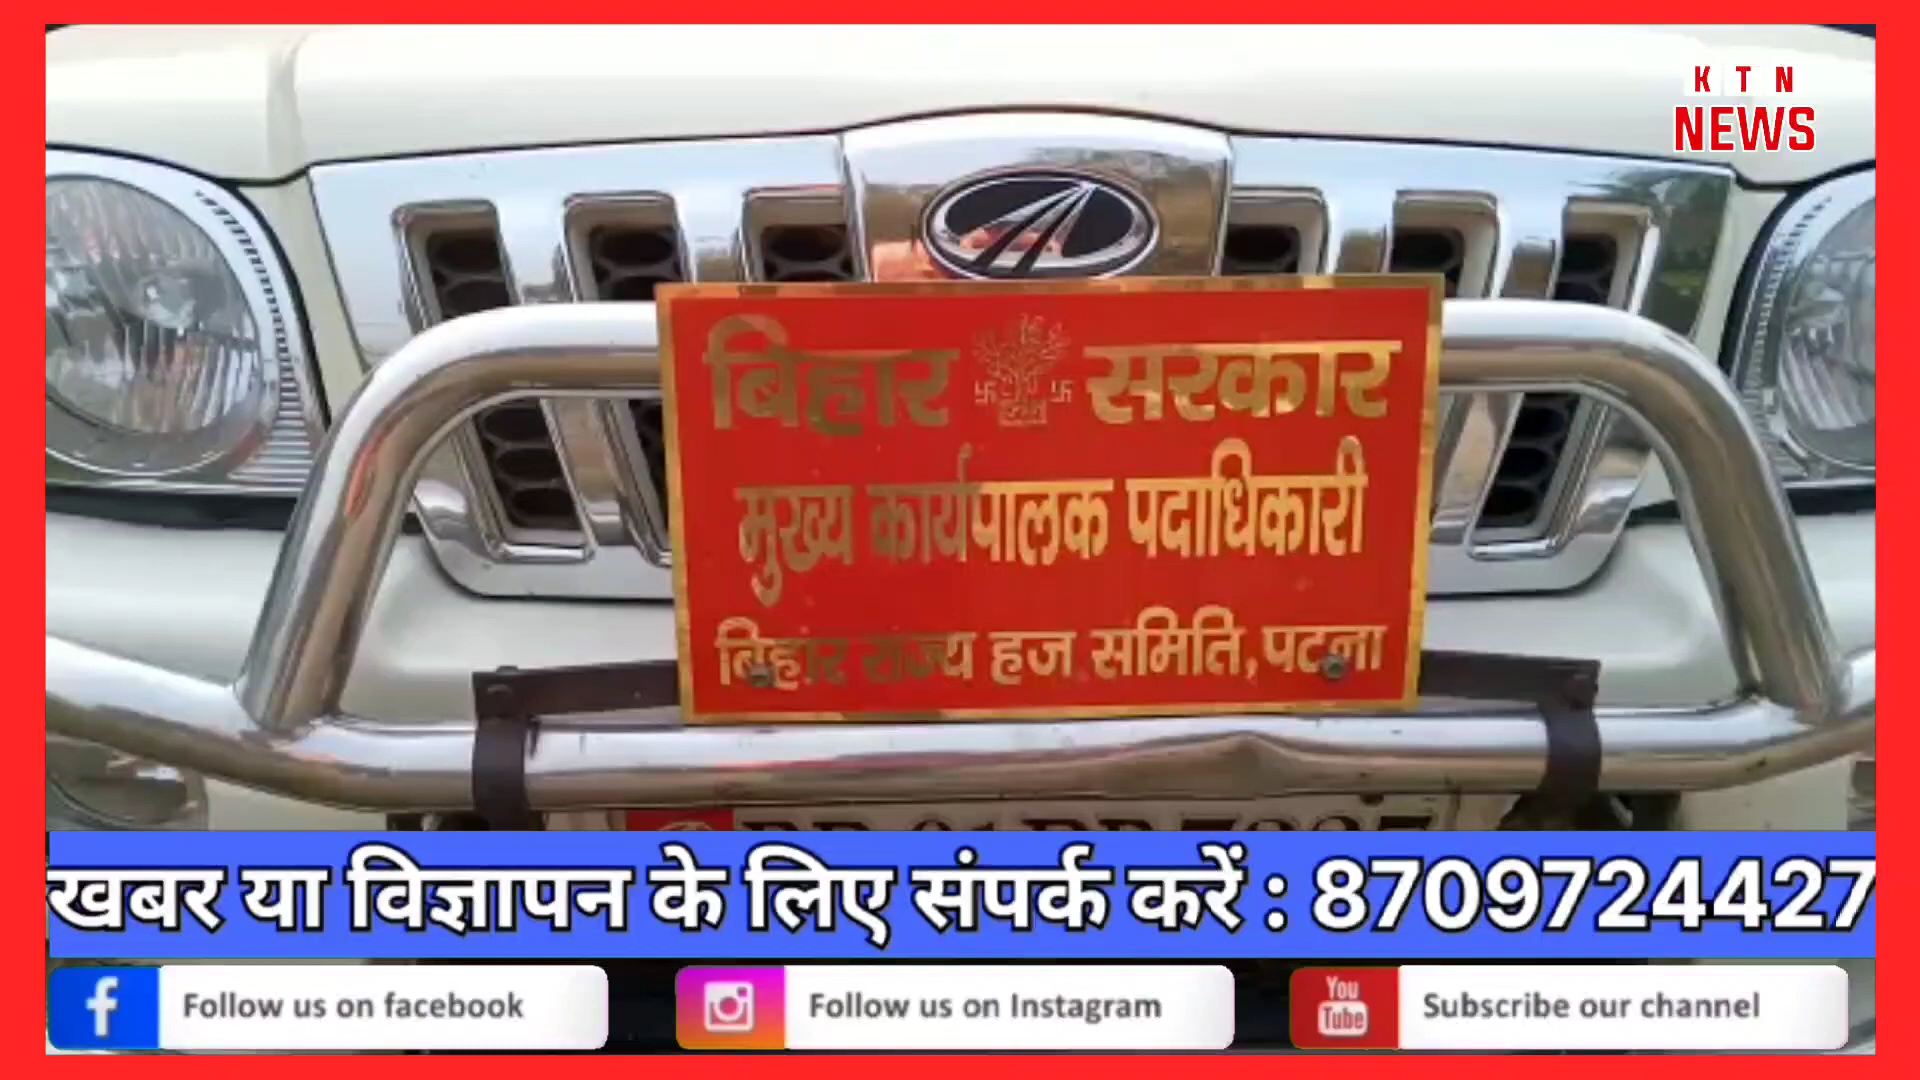 K T N
NEWS
बिहार सरकार
मुख्य कार्यपालक पदाधिकारी
बिहार राज्य हज समिति, पटना
खबर या विज्ञापन के लिए संपर्क करें : 8709724427
Follow us on facebook
Follow us on Instagram
You Tube
Subscribe our channel